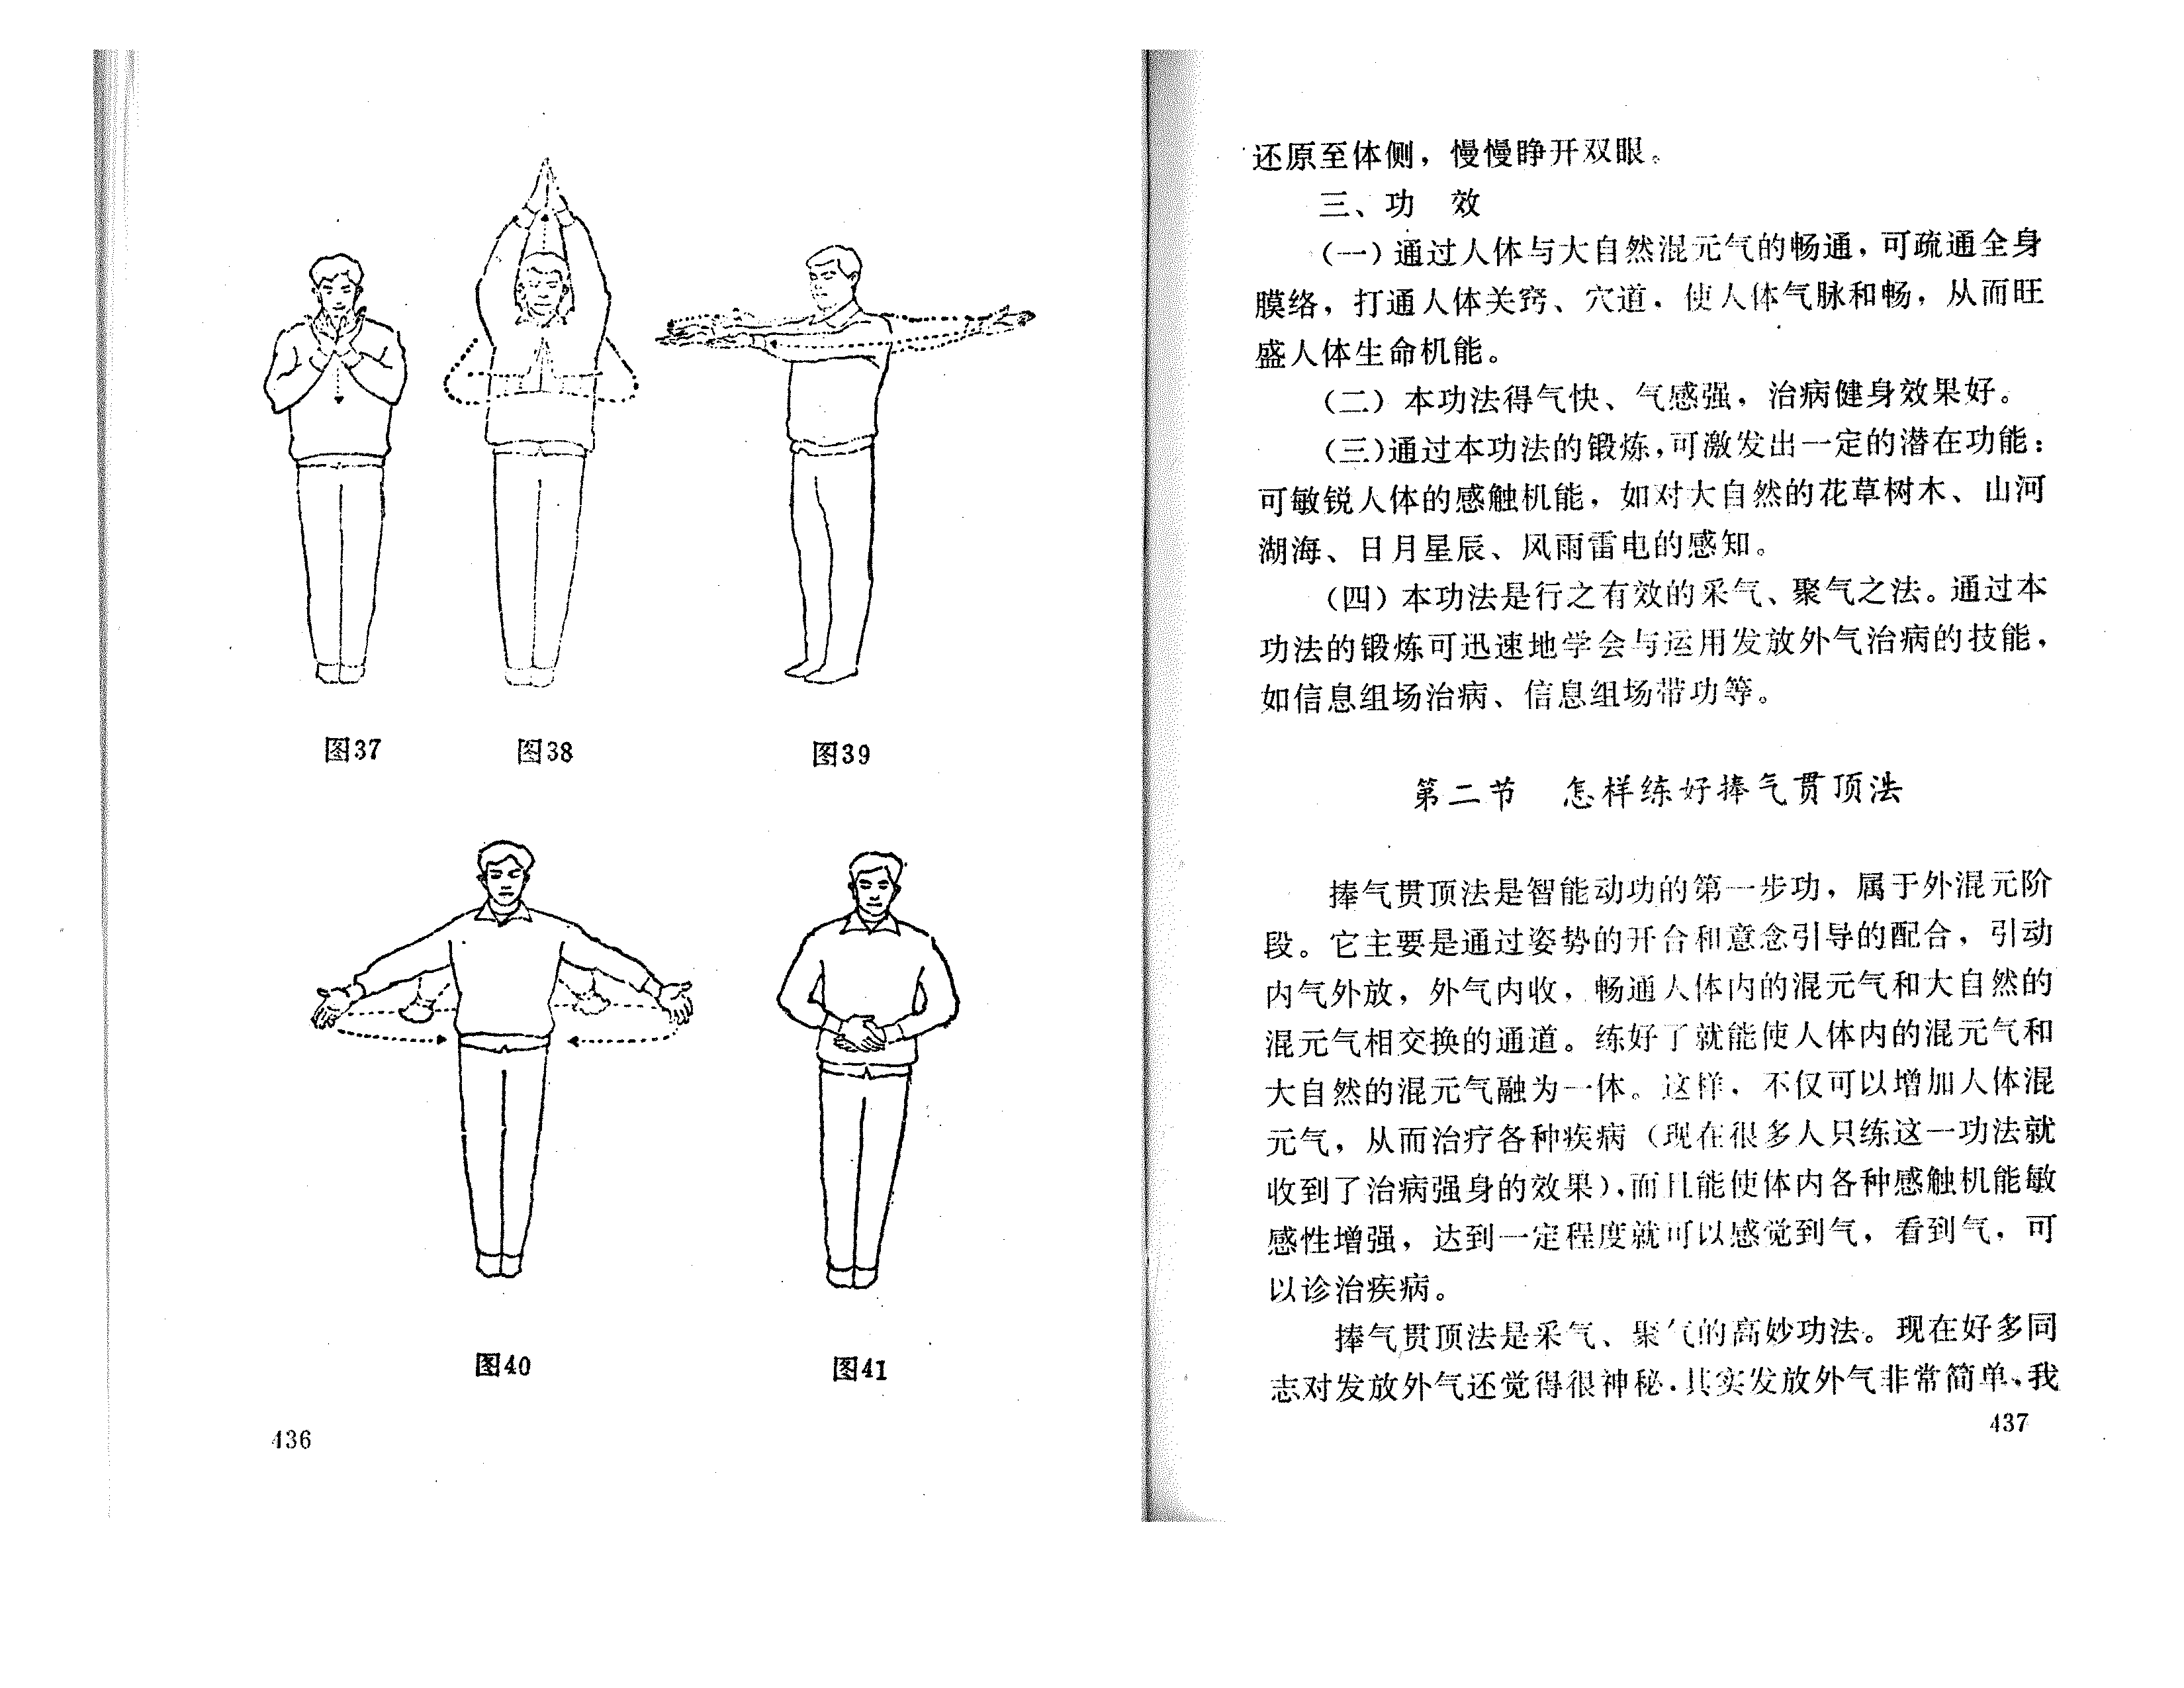 图37
图38
图39
图40
图41
436
还原至体侧，慢慢睁开双眼。
三、功　效
（一）通过人体与大自然混元气的畅通，可疏通全身
膜络，打通人体关窍、穴道，使人体气脉和畅，从而旺
盛人体生命机能。
（二）本功法得气快、气感强，治病健身效果好。
（三）通过本功法的锻炼，可激发出一定的潜在功能：
可敏锐人体的感触机能，如对大自然的花草树木、山河
湖海、日月星辰、风雨雷电的感知。
（四）本功法是行之有效的采气、聚气之法。通过本
功法的锻炼可迅速地学会与运用发放外气治病的技能，
如信息组场治病、信息组场带功等。
第二节　怎样练好捧气贯顶法
捧气贯顶法是智能动功的第一步功，属于外混元阶
段。它主要是通过姿势的开合和意念引导的配合，引动
内气外放，外气内收，畅通人体内的混元气和大自然的
混元气相交换的通道。练好了就能使人体内的混元气和
大自然的混元气融为一体。这样，不仅可以增加人体混
元气，从而治疗各种疾病（现在很多人只练这一功法就
收到了治病强身的效果），而且能使体内各种感触机能敏
感性增强，达到一定程度就可以感觉到气，看到气，可
以诊治疾病。
捧气贯顶法是采气、聚气的高妙功法。现在好多同
志对发放外气还觉得很神秘．其实发放外气非常简单、我
437